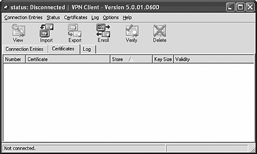 status: Disconnected | VPN Client - Version 5.0.01.0600
Connection Entries Status Certificates Log Options Help
View Import Export Enroll Verify Delete
Connection Entries Certificates Log
Number Certificate Store Key Size Validity
Not connected.